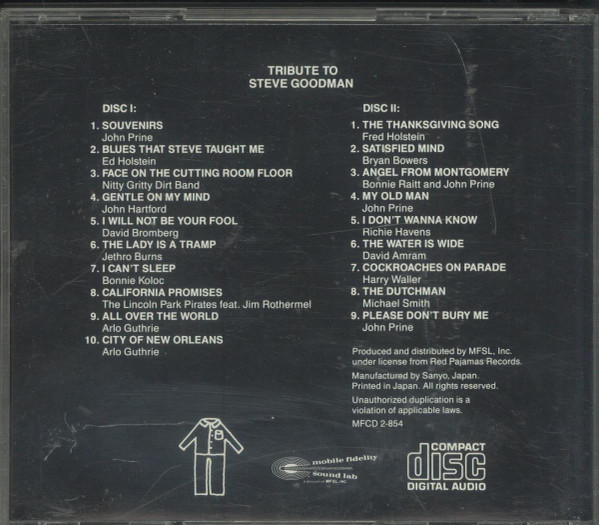 TRIBUTE TO
STEVE GOODMAN
DISC I:
1. SOUVENIRS
John Prine
2. BLUES THAT STEVE TAUGHT ME
Ed Holstein
3. FACE ON THE CUTTING ROOM FLOOR
Nitty Gritty Dirt Band
4. GENTLE ON MY MIND
John Hartford
5. I WILL NOT BE YOUR FOOL
David Bromberg
6. THE LADY IS A TRAMP
Jethro Burns
7. I CAN'T SLEEP
Bonnie Koloc
8. CALIFORNIA PROMISES
The Lincoln Park Pirates feat. Jim Rothermel
9. ALL OVER THE WORLD
Arlo Guthrie
10. CITY OF NEW ORLEANS
Arlo Guthrie
DISC II:
1. THE THANKSGIVING SONG
Fred Holstein
2. SATISFIED MIND
Bryan Bowers
3. ANGEL FROM MONTGOMERY
Bonnie Raitt and John Prine
4. MY OLD MAN
John Prine
5. I DON'T WANNA KNOW
Richie Havens
6. THE WATER IS WIDE
David Amram
7. COCKROACHES ON PARADE
Harry Waller
8. THE DUTCHMAN
Michael Smith
9. PLEASE DON'T BURY ME
John Prine
Produced and distributed by MFSL, Inc.
under license from Red Pajamas Records.
Manufactured by Sanyo, Japan.
Printed in Japan. All rights reserved.
Unauthorized duplication is a
violation of applicable laws.
MFCD 2-854
mobile fidelity
sound lab
COMPACT
disc
DIGITAL AUDIO